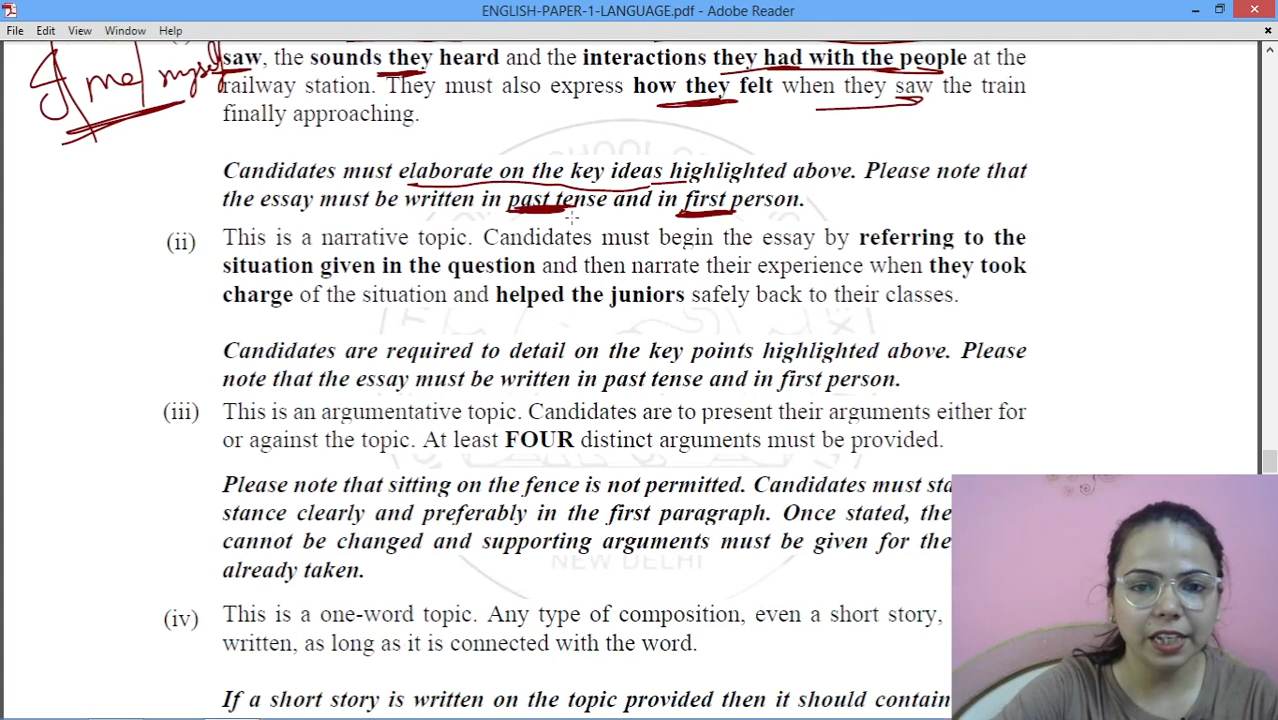 ENGLISH-PAPER-1-LANGUAGE.pdf - Adobe Reader
File Edit View Window Help
I me/ myself
saw, the sounds they heard and the interactions they had with the people at the
railway station. They must also express how they felt when they saw the train
finally approaching.
Candidates must elaborate on the key ideas highlighted above. Please note that
the essay must be written in past tense and in first person.
(ii) This is a narrative topic. Candidates must begin the essay by referring to the
situation given in the question and then narrate their experience when they took
charge of the situation and helped the juniors safely back to their classes.
Candidates are required to detail on the key points highlighted above. Please
note that the essay must be written in past tense and in first person.
(iii) This is an argumentative topic. Candidates are to present their arguments either for
or against the topic. At least FOUR distinct arguments must be provided.
Please note that sitting on the fence is not permitted. Candidates must
stance clearly and preferably in the first paragraph. Once stated, the
cannot be changed and supporting arguments must be given for the
already taken.
(iv) This is a one-word topic. Any type of composition, even a short story,
written, as long as it is connected with the word.
If a short story is written on the topic provided then it should contain
NEW DELHI